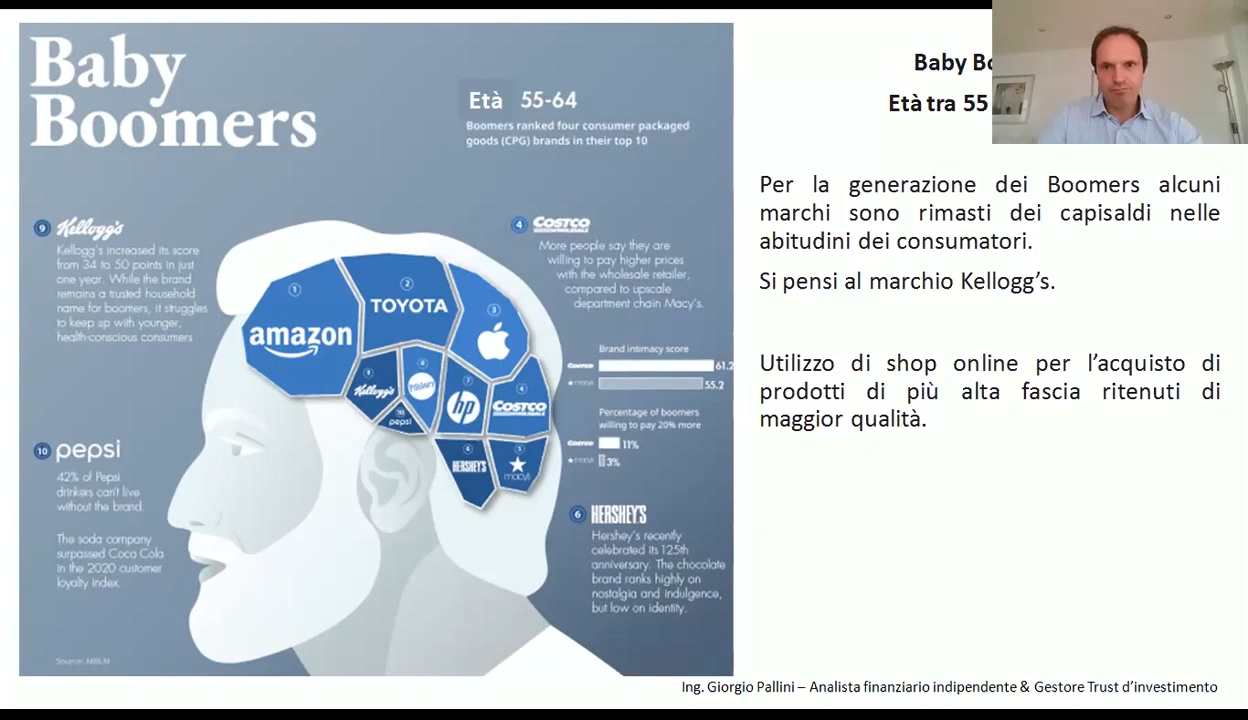 Baby
Boomers
Età 55-64
Boomers ranked four consumer packaged
goods (CPG) brands in their top 10
9 Kellogg's
Kellogg's increased its score
from 34 to 50 points in just
one year. While the brand
remains a trusted household
name for boomers, it struggles
to keep up with younger,
health-conscious consumers
4 COSTCO
WHOLESALE
More people say they are
willing to pay higher prices
with the wholesale retailer,
compared to upscale
department chain Macy's.
1
amazon
2
TOYOTA
3
9
Kellogg's
8
7
hp
4
COSTCO
WHOLESALE
10
pepsi
6
HERSHEY'S
5
macy's
Brand intimacy score
COSTCO 61.2
macy's 55.2
Percentage of boomers
willing to pay 20% more
COSTCO 11%
macy's 3%
10 pepsi
42% of Pepsi
drinkers can't live
without the brand.
The soda company
surpassed Coca Cola
in the 2020 customer
loyalty index.
6 HERSHEY'S
Hershey's recently
celebrated its 125th
anniversary. The chocolate
brand ranks highly on
nostalgia and indulgence,
but low on identity.
Source: MBLM
Baby Bo
Età tra 55
Per la generazione dei Boomers alcuni
marchi sono rimasti dei capisaldi nelle
abitudini dei consumatori.
Si pensi al marchio Kellogg's.
Utilizzo di shop online per l'acquisto di
prodotti di più alta fascia ritenuti di
maggior qualità.
Ing. Giorgio Pallini – Analista finanziario indipendente & Gestore Trust d'investimento